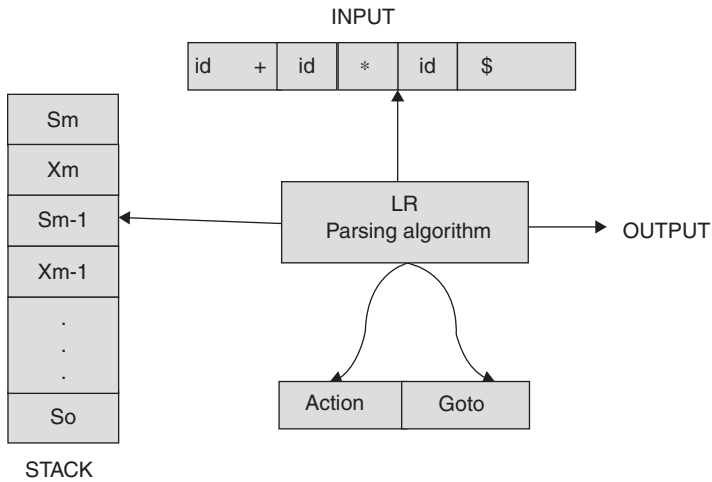 INPUT
id + id * id $
Sm
Xm
Sm-1
Xm-1
.
.
.
So
STACK
LR
Parsing algorithm
OUTPUT
Action Goto